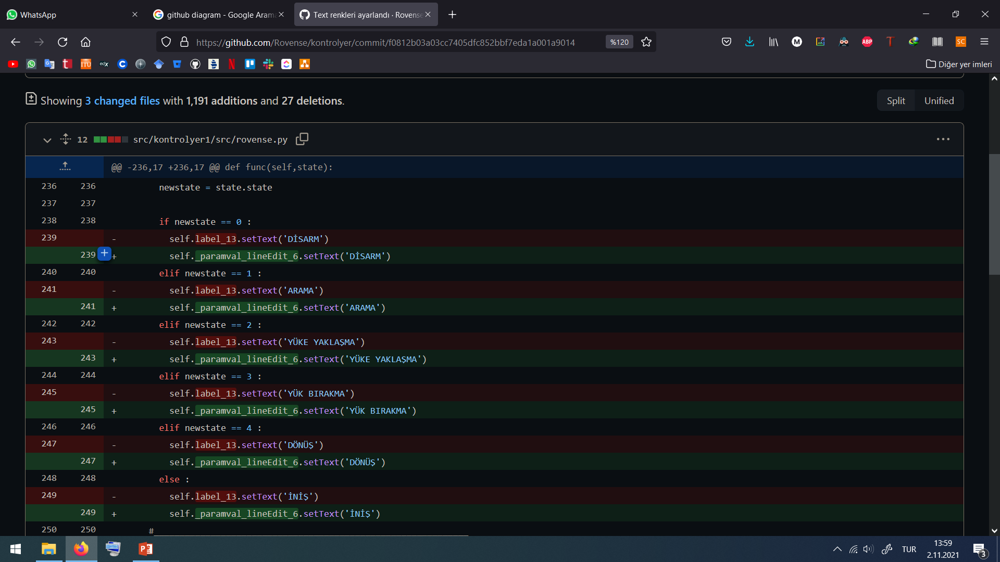 WhatsApp
github diagram - Google Arama
Text renkleri ayarlandı · Rovense
https://github.com/Rovense/kontrolyer/commit/f0812b03a03cc7405dfc852bbf7eda1a001a9014
%120
M
ABP
T
SC
İTÜ
edX
Diğer yer imleri
Showing 3 changed files with 1,191 additions and 27 deletions.
Split
Unified
12 src/kontrolyer1/src/rovense.py
@@ -236,17 +236,17 @@ def func(self,state):
236 236 newstate = state.state
237 237
238 238 if newstate == 0 :
239 - self.label_13.setText('DİSARM')
239 + self._paramval_lineEdit_6.setText('DİSARM')
240 240 elif newstate == 1 :
241 - self.label_13.setText('ARAMA')
241 + self._paramval_lineEdit_6.setText('ARAMA')
242 242 elif newstate == 2 :
243 - self.label_13.setText('YÜKE YAKLAŞMA')
243 + self._paramval_lineEdit_6.setText('YÜKE YAKLAŞMA')
244 244 elif newstate == 3 :
245 - self.label_13.setText('YÜK BIRAKMA')
245 + self._paramval_lineEdit_6.setText('YÜK BIRAKMA')
246 246 elif newstate == 4 :
247 - self.label_13.setText('DÖNÜŞ')
247 + self._paramval_lineEdit_6.setText('DÖNÜŞ')
248 248 else :
249 - self.label_13.setText('İNİŞ')
249 + self._paramval_lineEdit_6.setText('İNİŞ')
250 250 #_____________________________________________________________
TUR
13:59
2.11.2021
3